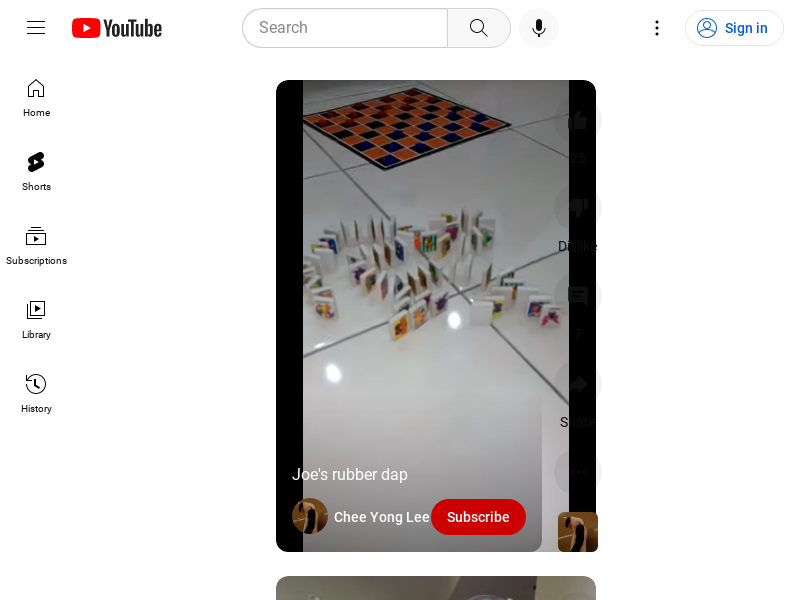 YouTube
Search
Sign in
Home
Shorts
Subscriptions
Library
History
25
Dislike
7
Share
Joe's rubber dap
Chee Yong Lee
Subscribe